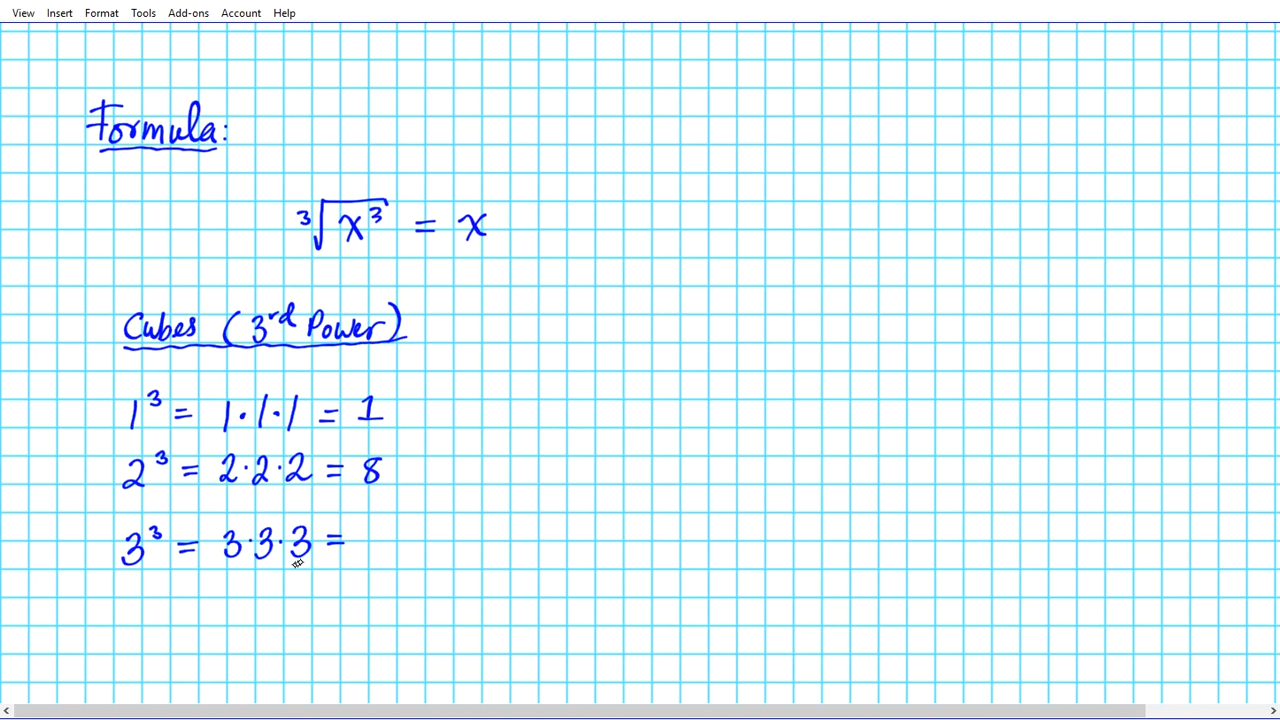 View Insert Format Tools Add-ons Account Help
Formula:
∛x³ = x
Cubes (3rd Power)
1³ = 1·1·1 = 1
2³ = 2·2·2 = 8
3³ = 3·3·3 =